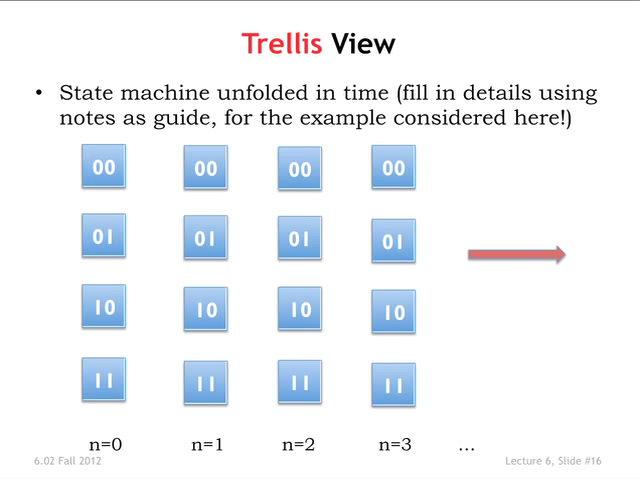 Trellis View
• State machine unfolded in time (fill in details using
notes as guide, for the example considered here!)
00 00 00 00
01 01 01 01
10 10 10 10
11 11 11 11
n=0 n=1 n=2 n=3 ...
6.02 Fall 2012 Lecture 6, Slide #16